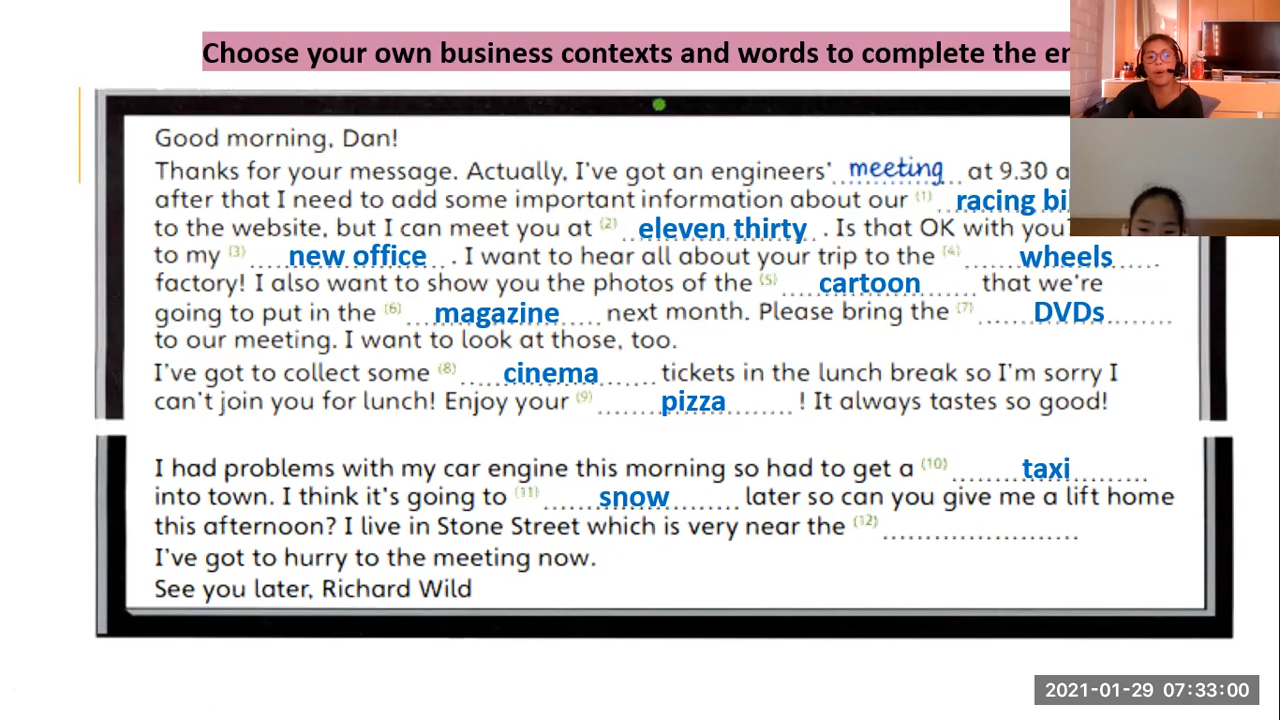 Choose your own business contexts and words to complete the
Good morning, Dan!
Thanks for your message. Actually, I've got an engineers' meeting at 9.30
after that I need to add some important information about our (1) racing
to the website, but I can meet you at (2) eleven thirty. Is that OK with you
to my (3) new office. I want to hear all about your trip to the (4) wheels
factory! I also want to show you the photos of the (5) cartoon that we're
going to put in the (6) magazine next month. Please bring the (7) DVDs
to our meeting. I want to look at those, too.
I've got to collect some (8) cinema tickets in the lunch break so I'm sorry I
can't join you for lunch! Enjoy your (9) pizza! It always tastes so good!
I had problems with my car engine this morning so had to get a (10) taxi
into town. I think it's going to (11) snow later so can you give me a lift home
this afternoon? I live in Stone Street which is very near the (12)
I've got to hurry to the meeting now.
See you later, Richard Wild
2021-01-29 07:33:00